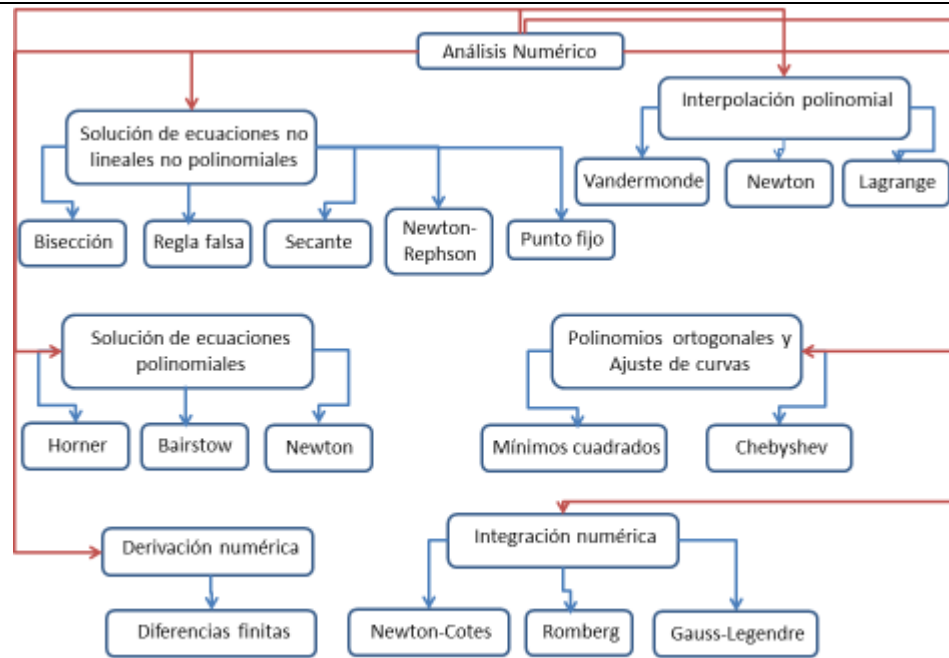 Análisis Numérico
Interpolación polinomial
Solución de ecuaciones no
lineales no polinomiales
Vandermonde
Newton
Lagrange
Bisección
Regla falsa
Secante
Newton-
Rephson
Punto fijo
Solución de ecuaciones
polinomiales
Polinomios ortogonales y
Ajuste de curvas
Horner
Bairstow
Newton
Mínimos cuadrados
Chebyshev
Derivación numérica
Integración numérica
Diferencias finitas
Newton-Cotes
Romberg
Gauss-Legendre